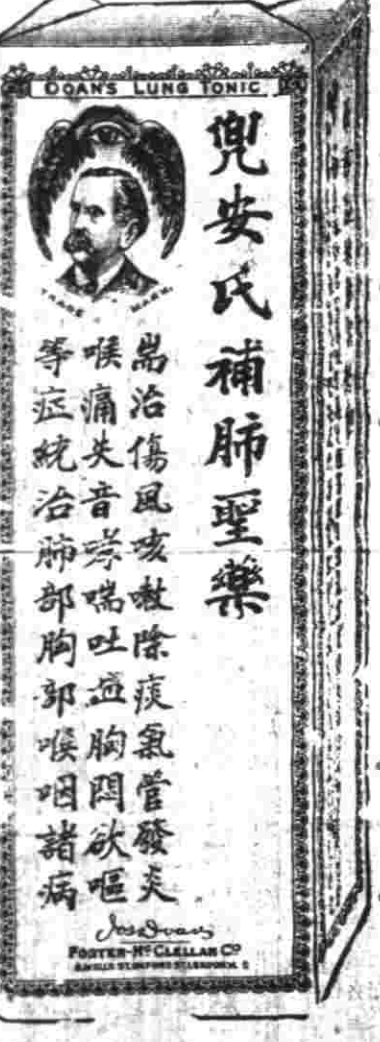 DOAN'S LUNG TONIC
TRADE MARK
兜安氏補肺聖藥
耑治傷風咳嗽除痰氣管發炎
喉痛失音哮喘吐血胸悶欲嘔
等症統治肺部胸部喉咽諸病
Jas Doan
FOSTER-McCLELLAN Co